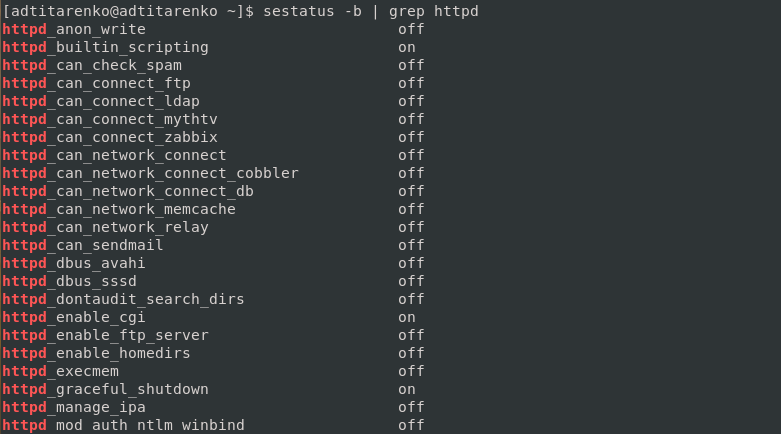 [adtitarenko@adtitarenko ~]$ sestatus -b | grep httpd
httpd_anon_write off
httpd_builtin_scripting on
httpd_can_check_spam off
httpd_can_connect_ftp off
httpd_can_connect_ldap off
httpd_can_connect_mythtv off
httpd_can_connect_zabbix off
httpd_can_network_connect off
httpd_can_network_connect_cobbler off
httpd_can_network_connect_db off
httpd_can_network_memcache off
httpd_can_network_relay off
httpd_can_sendmail off
httpd_dbus_avahi off
httpd_dbus_sssd off
httpd_dontaudit_search_dirs off
httpd_enable_cgi on
httpd_enable_ftp_server off
httpd_enable_homedirs off
httpd_execmem off
httpd_graceful_shutdown on
httpd_manage_ipa off
httpd_mod_auth_ntlm_winbind off